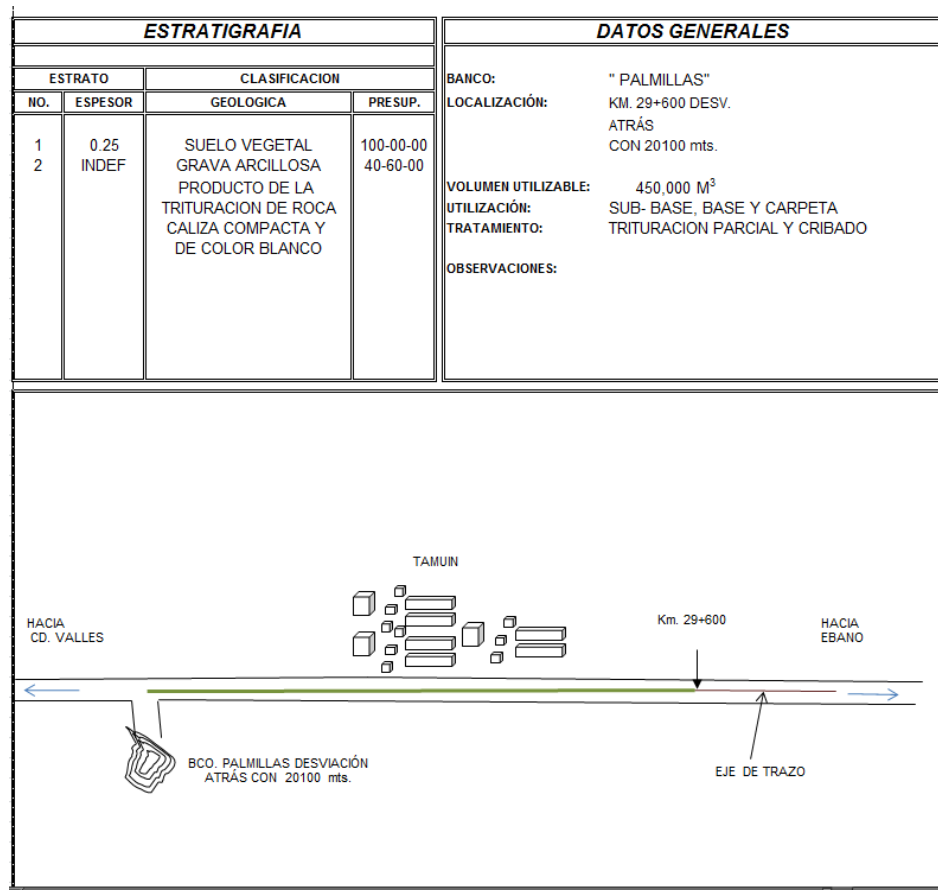 ESTRATIGRAFIA
ESTRATO CLASIFICACION
NO. ESPESOR GEOLOGICA PRESUP.
1 0.25 SUELO VEGETAL 100-00-00
2 INDEF GRAVA ARCILLOSA 40-60-00
PRODUCTO DE LA
TRITURACION DE ROCA
CALIZA COMPACTA Y
DE COLOR BLANCO
DATOS GENERALES
BANCO: " PALMILLAS"
LOCALIZACIÓN: KM. 29+600 DESV.
ATRÁS
CON 20100 mts.
VOLUMEN UTILIZABLE: 450,000 M³
UTILIZACIÓN: SUB- BASE, BASE Y CARPETA
TRATAMIENTO: TRITURACION PARCIAL Y CRIBADO
OBSERVACIONES:
TAMUIN
HACIA
CD. VALLES
Km. 29+600
HACIA
EBANO
BCO. PALMILLAS DESVIACIÓN
ATRÁS CON 20100 mts.
EJE DE TRAZO